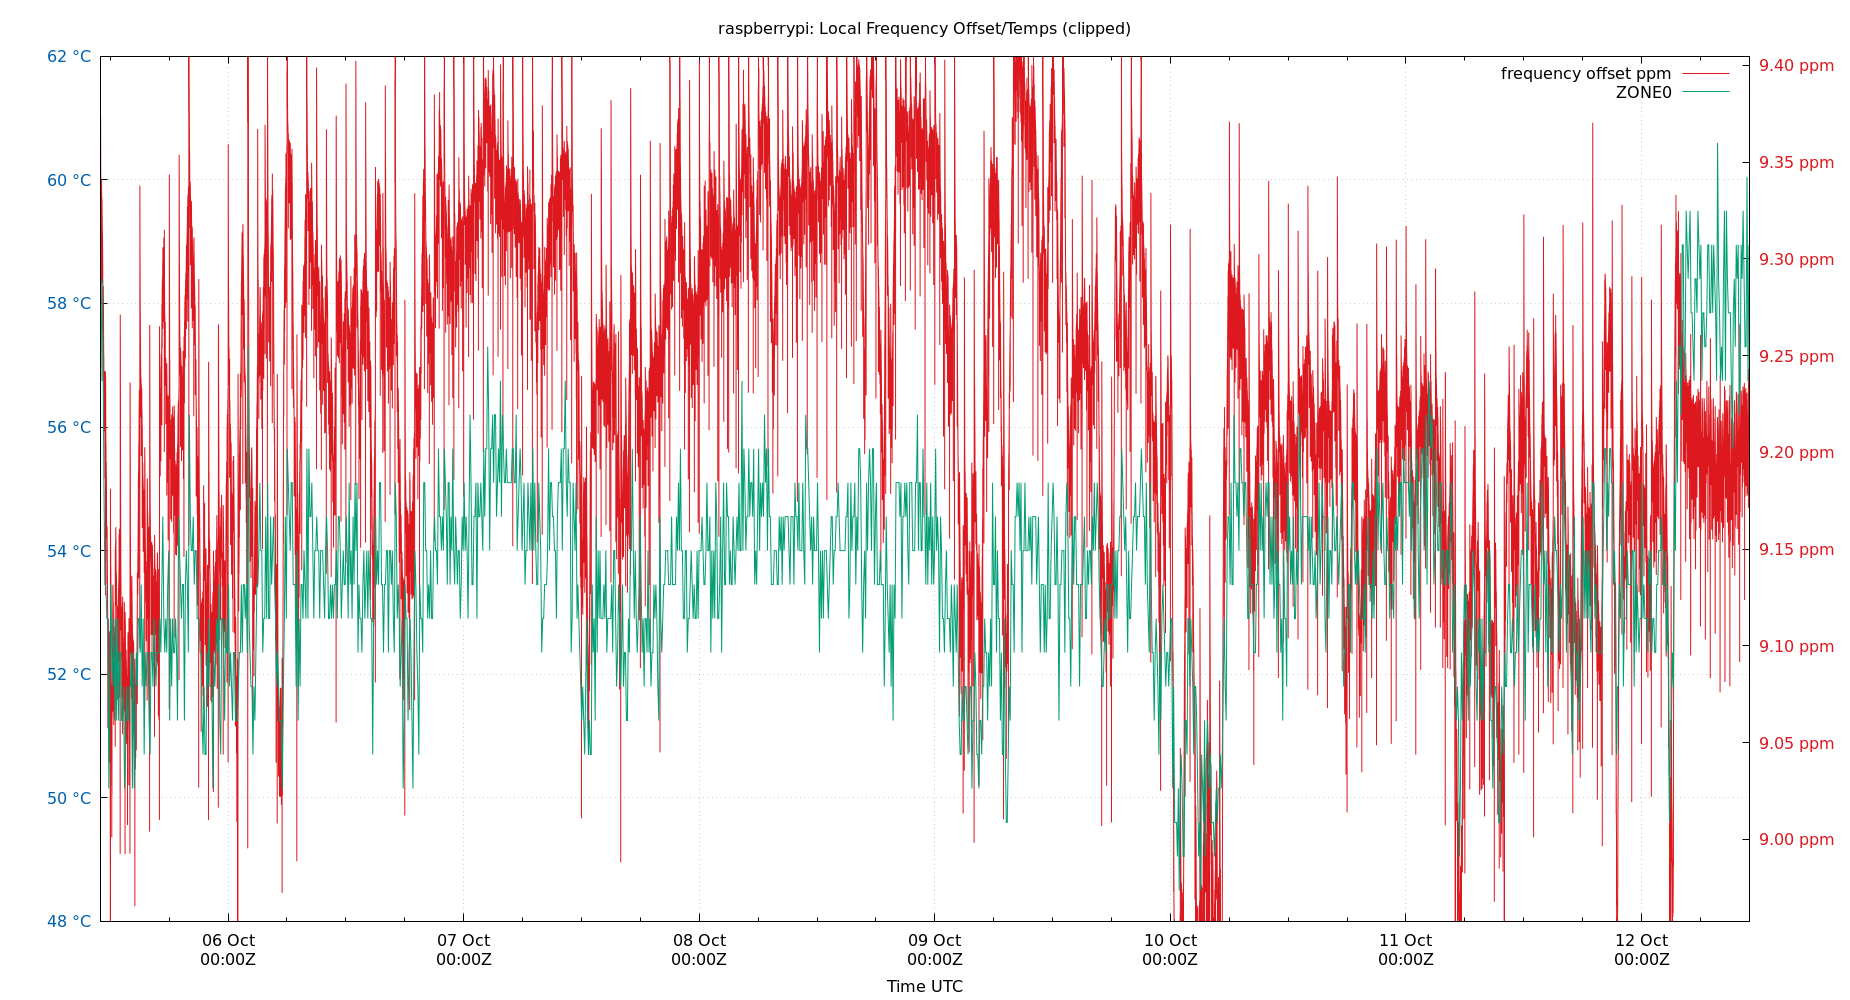 raspberrypi: Local Frequency Offset/Temps (clipped)
frequency offset ppm
ZONE0
62 °C
60 °C
58 °C
56 °C
54 °C
52 °C
50 °C
48 °C
9.40 ppm
9.35 ppm
9.30 ppm
9.25 ppm
9.20 ppm
9.15 ppm
9.10 ppm
9.05 ppm
9.00 ppm
06 Oct 07 Oct 08 Oct 09 Oct 10 Oct 11 Oct 12 Oct
00:00Z 00:00Z 00:00Z 00:00Z 00:00Z 00:00Z 00:00Z
Time UTC